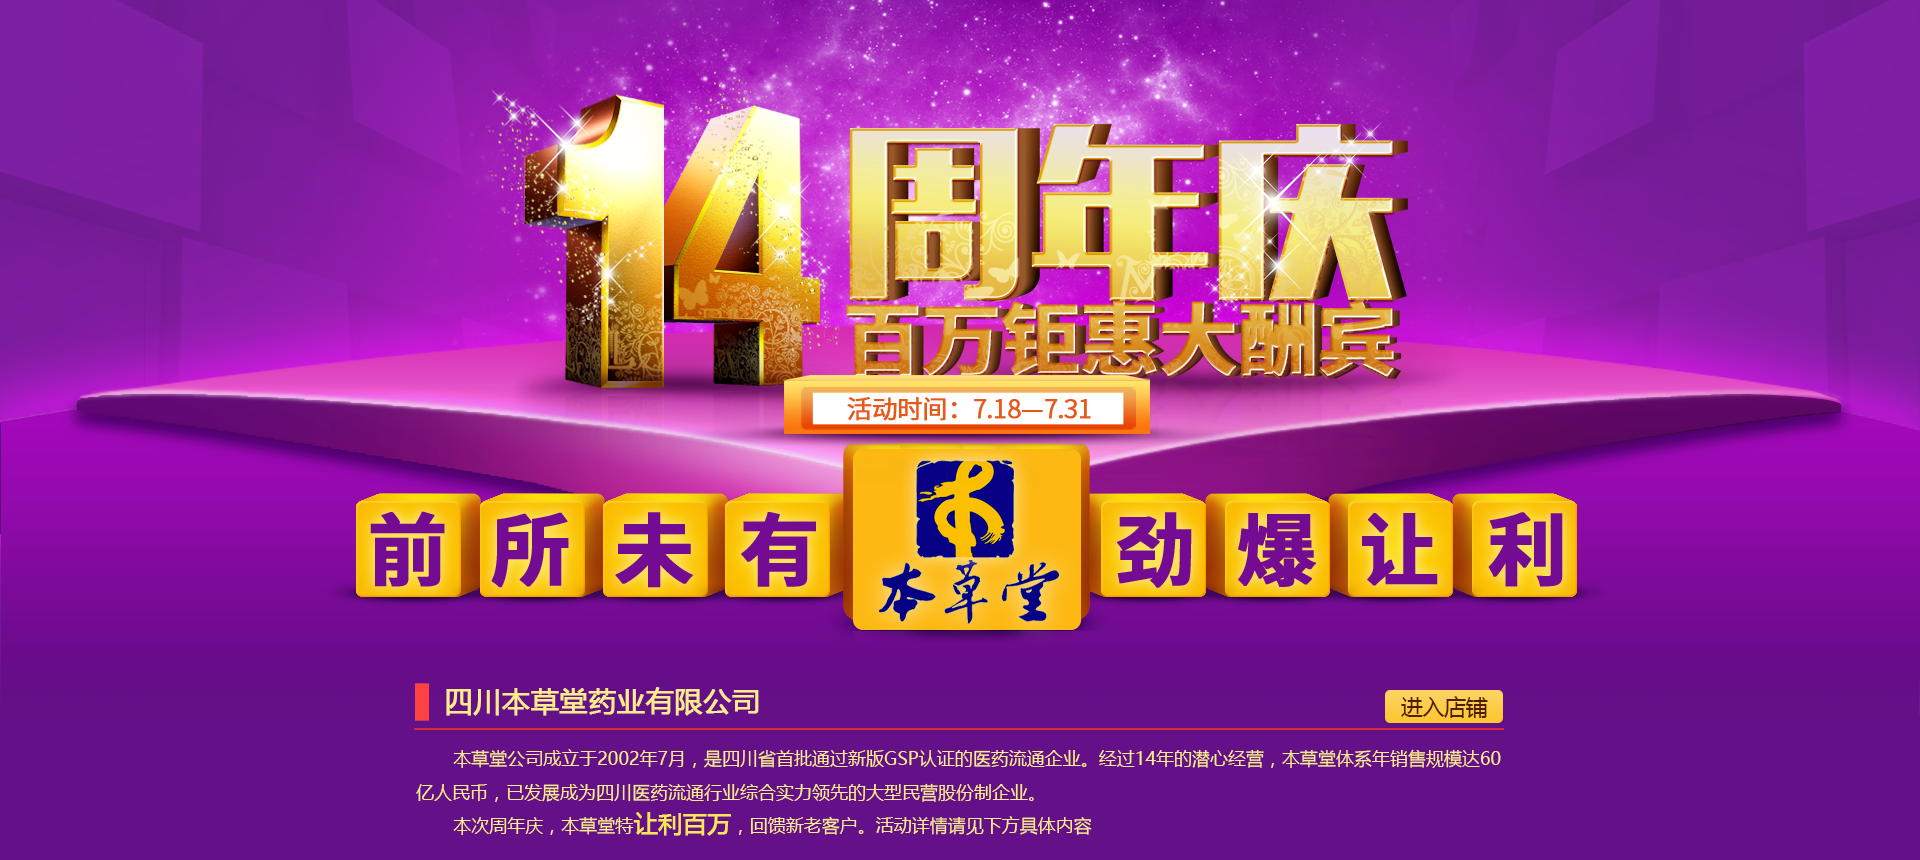 14周年庆
百万钜惠大酬宾
活动时间：7.18—7.31
前所未有
本草堂
劲爆让利
四川本草堂药业有限公司
进入店铺
本草堂公司成立于2002年7月，是四川省首批通过新版GSP认证的医药流通企业。经过14年的潜心经营，本草堂体系年销售规模达60
亿人民币，已发展成为四川医药流通行业综合实力领先的大型民营股份制企业。
本次周年庆，本草堂特让利百万，回馈新老客户。活动详情请见下方具体内容